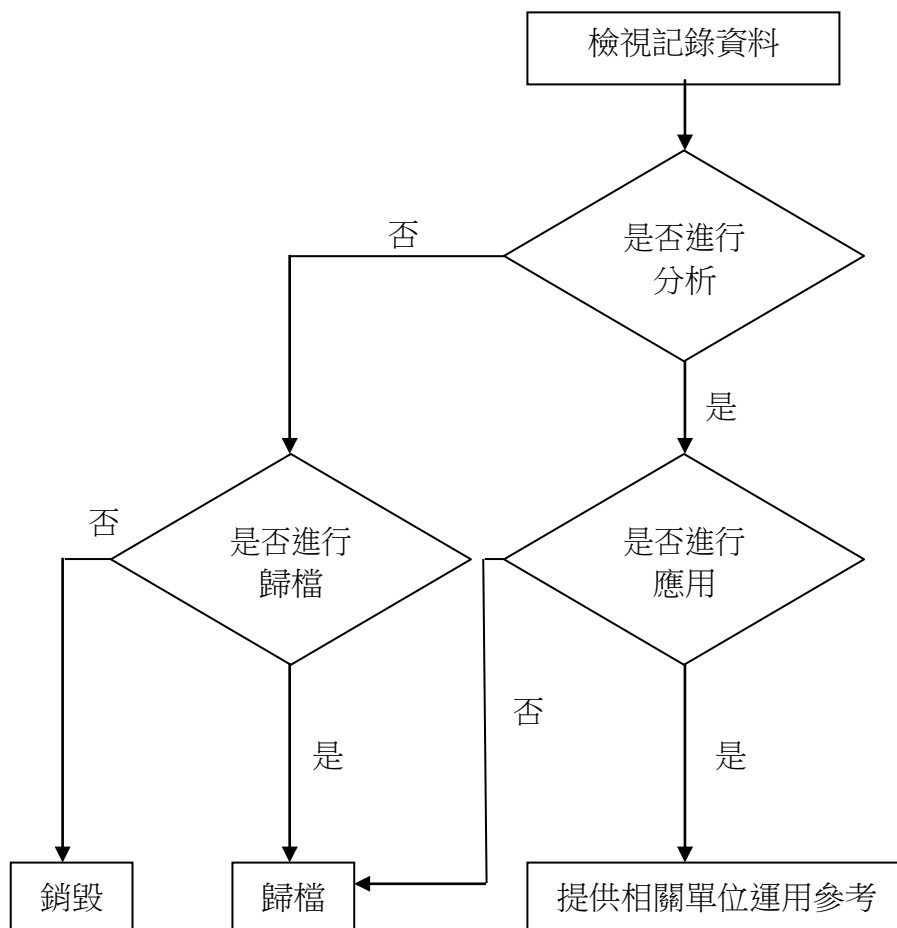 檢視記錄資料
否
是否進行
分析
是
否
是否進行
歸檔
是否進行
應用
否
是
是
銷毀
歸檔
提供相關單位運用參考